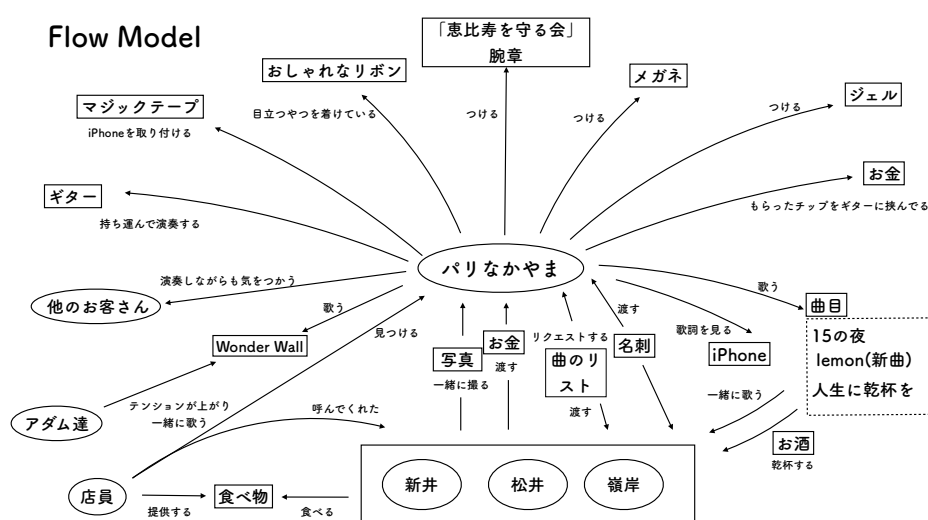 Flow Model
「恵比寿を守る会」
腕章
おしゃれなリボン
メガネ
ジェル
マジックテープ
目立つやつを着けている
つける
つける
つける
iPhoneを取り付ける
お金
ギター
もらったチップをギターに挟んでる
持ち運んで演奏する
パリなかやま
演奏しながらも気をつかう
他のお客さん
歌う
歌う
曲目
渡す
見つける
リクエストする
歌詞を見る
15の夜
lemon(新曲)
人生に乾杯を
Wonder Wall
お金
名刺
iPhone
写真
渡す
曲のリ
スト
一緒に撮る
一緒に歌う
テンションが上がり
一緒に歌う
呼んでくれた
渡す
アダム達
お酒
乾杯する
新井
松井
嶺岸
店員
食べ物
提供する
食べる